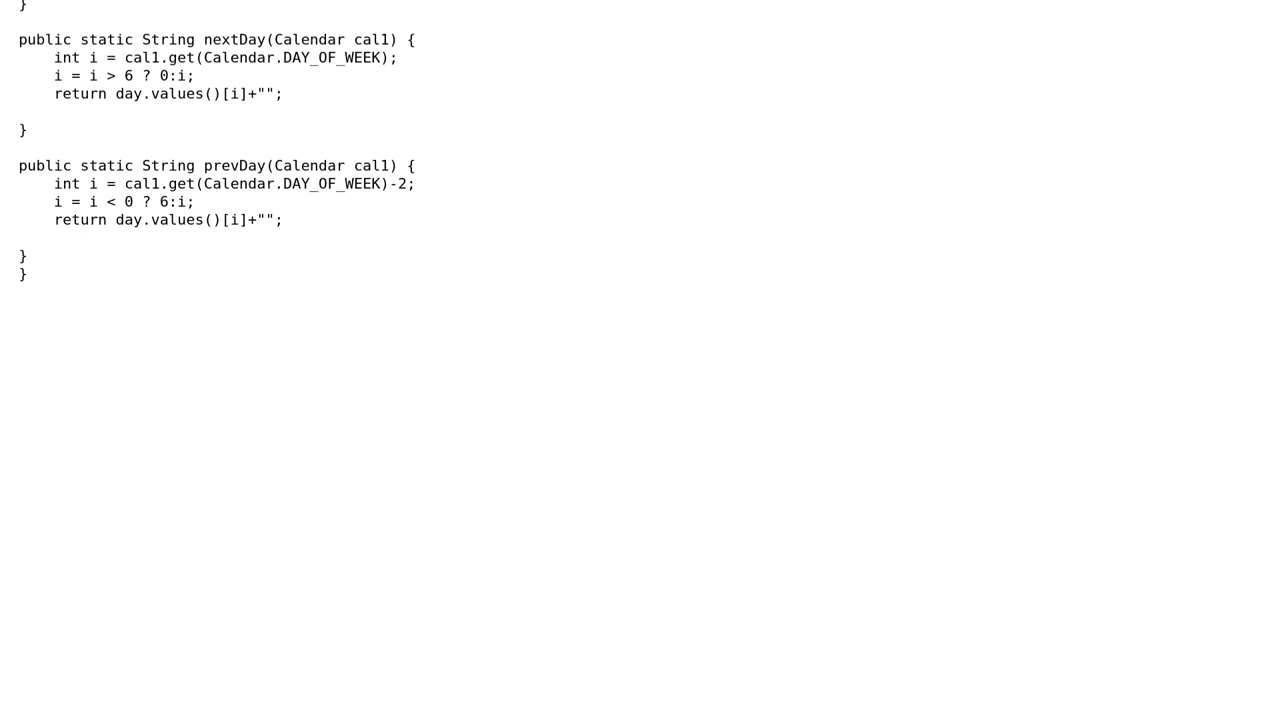 }
public static String nextDay(Calendar cal1) {
    int i = cal1.get(Calendar.DAY_OF_WEEK);
    i = i > 6 ? 0:i;
    return day.values()[i]+"";
}
public static String prevDay(Calendar cal1) {
    int i = cal1.get(Calendar.DAY_OF_WEEK)-2;
    i = i < 0 ? 6:i;
    return day.values()[i]+"";
}
}